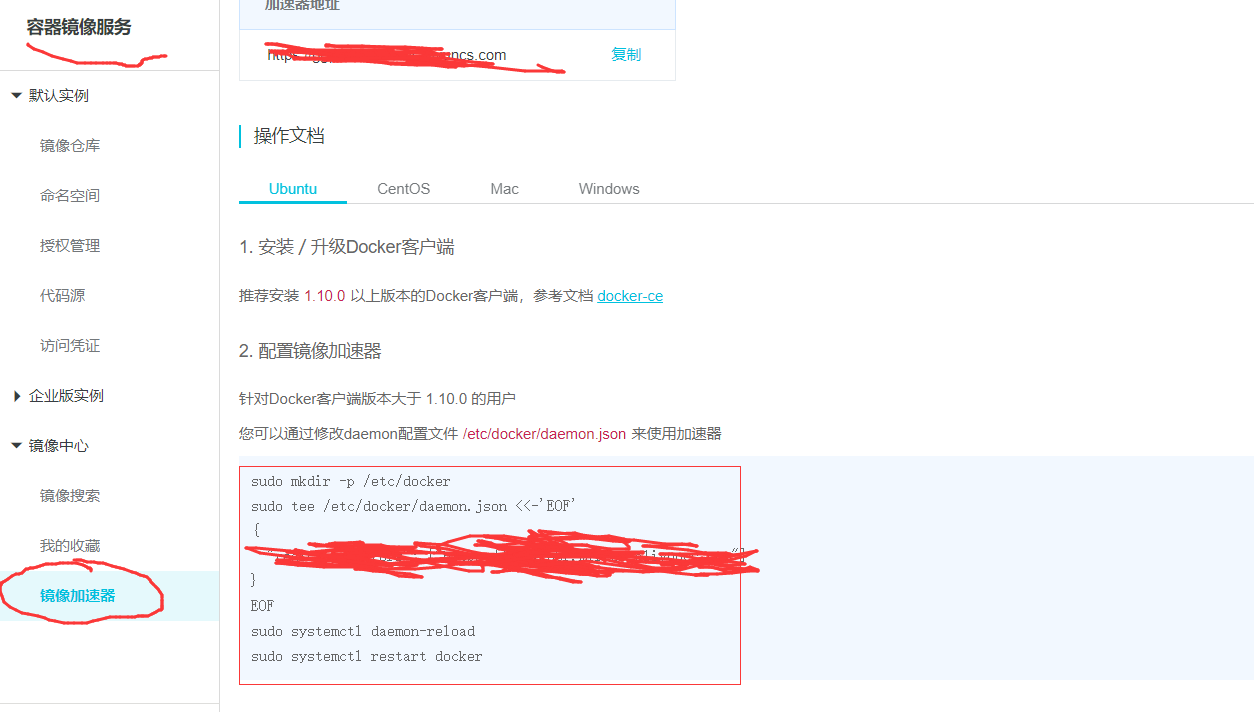 容器镜像服务
默认实例
镜像仓库
命名空间
授权管理
代码源
访问凭证
企业版实例
镜像中心
镜像搜索
我的收藏
镜像加速器
加速器地址
复制
操作文档
Ubuntu CentOS Mac Windows
1. 安装 / 升级Docker客户端
推荐安装 1.10.0 以上版本的Docker客户端，参考文档 docker-ce
2. 配置镜像加速器
针对Docker客户端版本大于 1.10.0 的用户
您可以通过修改daemon配置文件 /etc/docker/daemon.json 来使用加速器
sudo mkdir -p /etc/docker
sudo tee /etc/docker/daemon.json <<-'EOF'
{
}
EOF
sudo systemctl daemon-reload
sudo systemctl restart docker